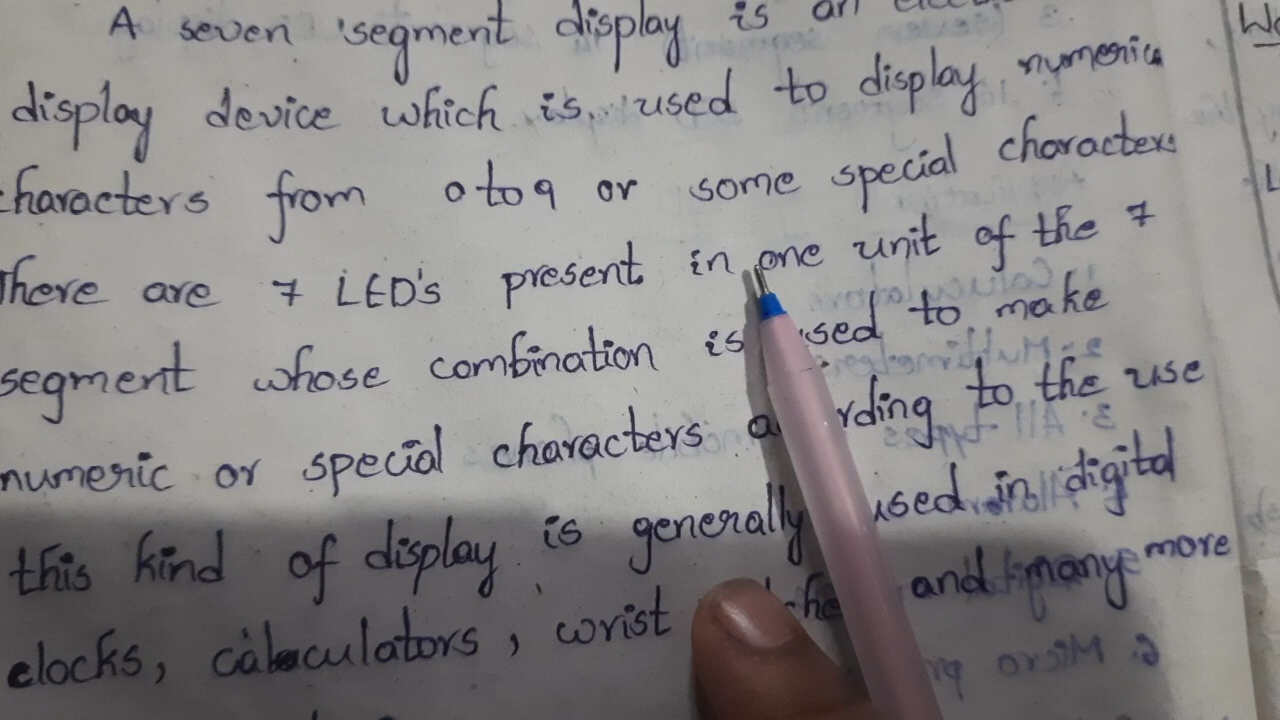 A seven segment display is an
display device which is used to display numeric
characters from 0 to 9 or some special characters
There are 7 LED's present in one unit of the 7
segment whose combination is used to make
numeric or special characters according to the use
this kind of display is generally used in digital
clocks, calaculators, wrist and many more